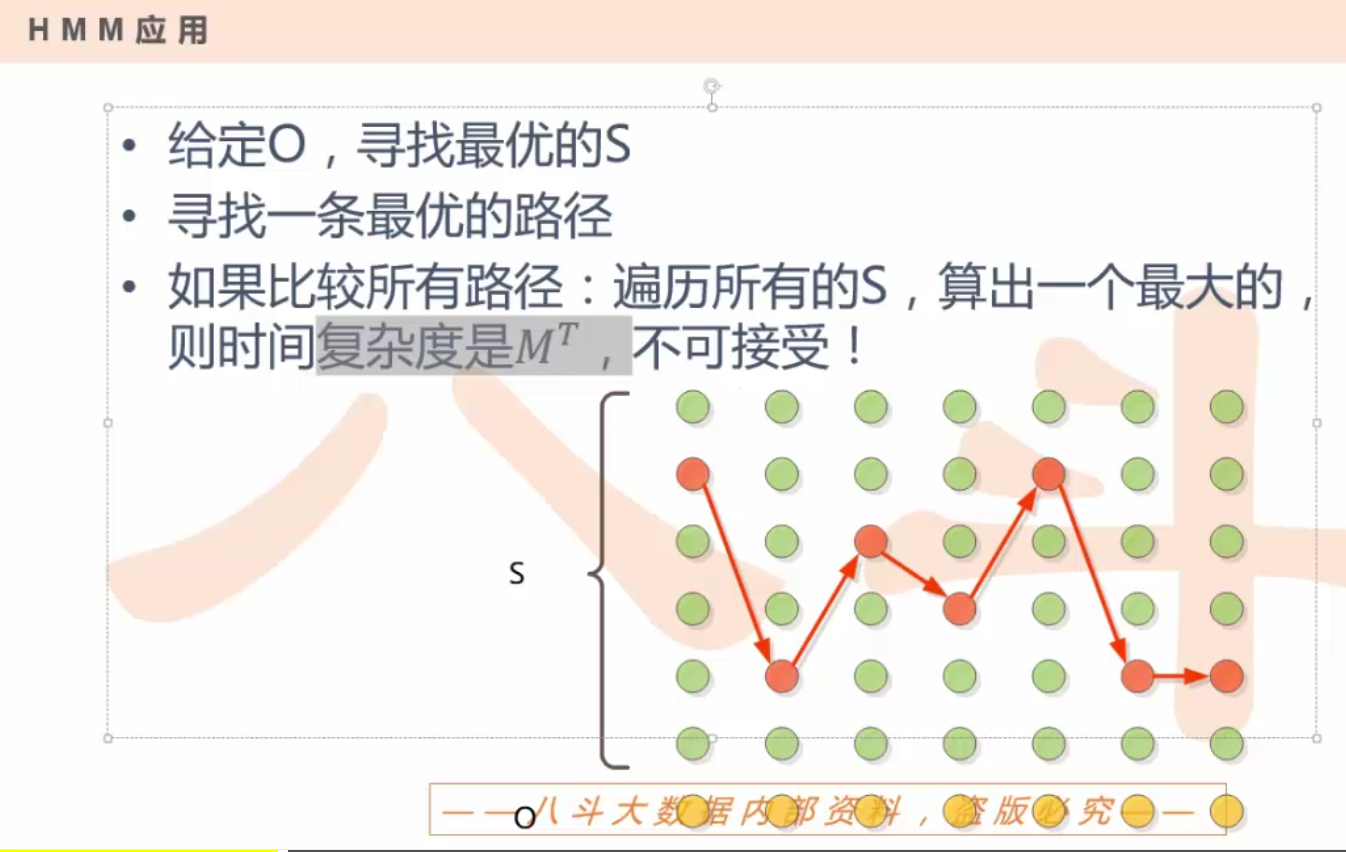 HMM应用
• 给定O，寻找最优的S
• 寻找一条最优的路径
• 如果比较所有路径：遍历所有的S，算出一个最大的，
则时间复杂度是M^T，不可接受！
S
O
——八斗大数据内部资料，盗版必究——
八斗